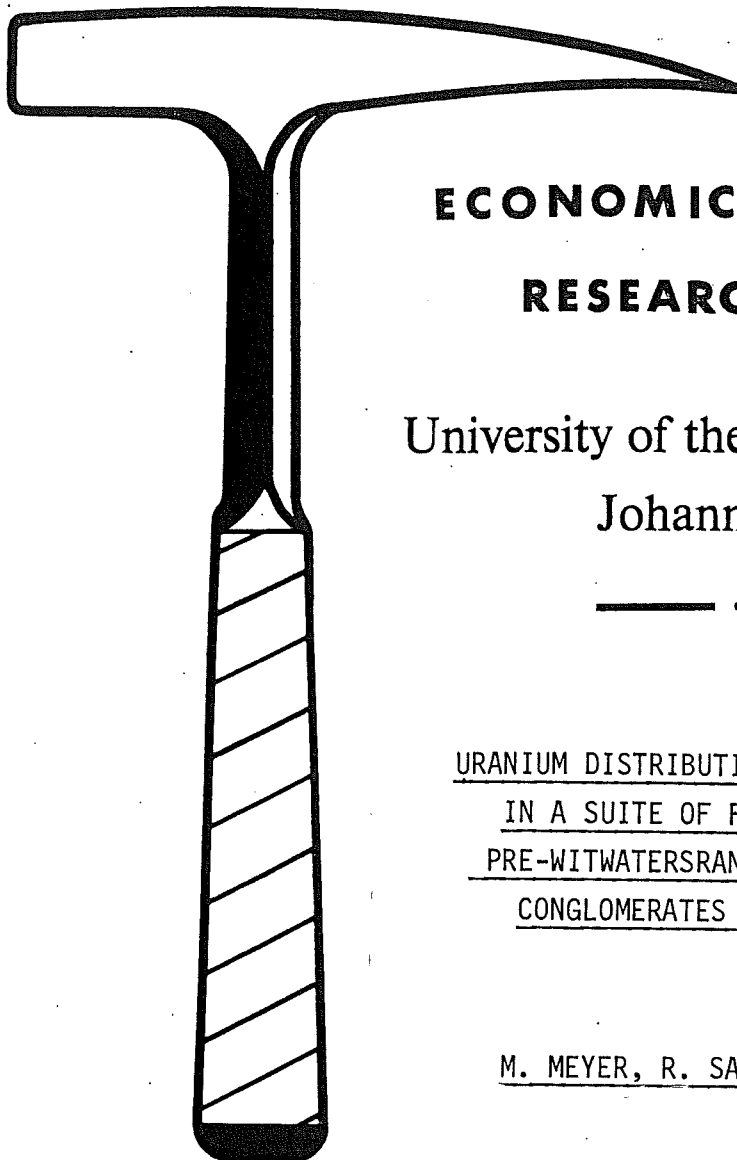 ECONOMIC
RESEARC
University of the
Johann
URANIUM DISTRIBUTI
IN A SUITE OF F
PRE-WITWATERSRAN
CONGLOMERATES
M. MEYER, R. SA